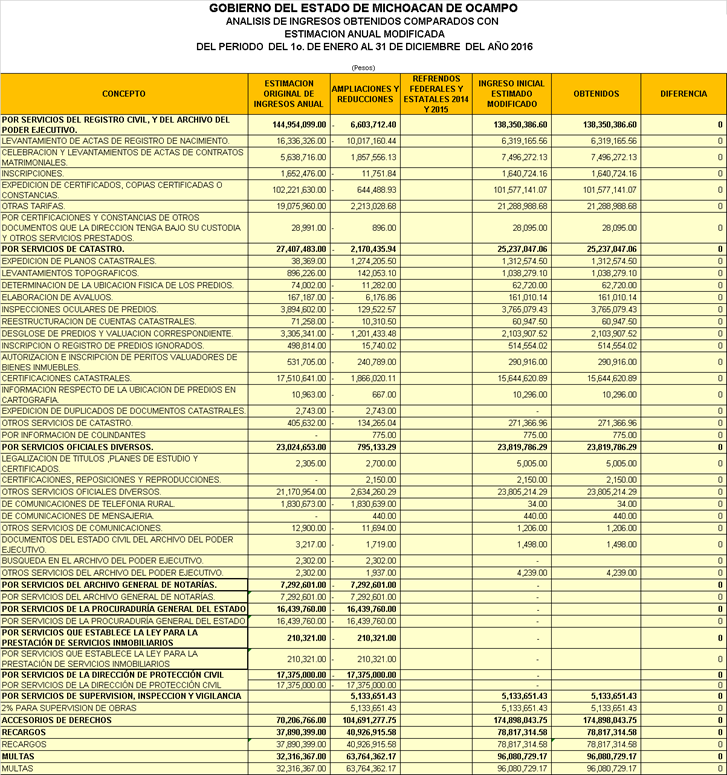 GOBIERNO DEL ESTADO DE MICHOACAN DE OCAMPO
ANALISIS DE INGRESOS OBTENIDOS COMPARADOS CON
ESTIMACION ANUAL MODIFICADA
DEL PERIODO DEL 1o. DE ENERO AL 31 DE DICIEMBRE DEL AÑO 2016
(Pesos)
CONCEPTO ESTIMACION ORIGINAL DE INGRESOS ANUAL AMPLIACIONES Y REDUCCIONES REFRENDOS FEDERALES Y ESTATALES 2014 Y 2015 INGRESO INICIAL ESTIMADO MODIFICADO OBTENIDOS DIFERENCIA
POR SERVICIOS DEL REGISTRO CIVIL, Y DEL ARCHIVO DEL
PODER EJECUTIVO. 144,954,099.00 - 6,603,712.40 138,350,386.60 138,350,386.60 0
LEVANTAMIENTO DE ACTAS DE REGISTRO DE NACIMIENTO. 16,336,326.00 - 10,017,160.44 6,319,165.56 6,319,165.56 0
CELEBRACION Y LEVANTAMIENTOS DE ACTAS DE CONTRATOS
MATRIMONIALES. 5,638,716.00 1,857,556.13 7,496,272.13 7,496,272.13 0
INSCRIPCIONES. 1,652,476.00 - 11,751.84 1,640,724.16 1,640,724.16 0
EXPEDICION DE CERTIFICADOS, COPIAS CERTIFICADAS O
CONSTANCIAS. 102,221,630.00 - 644,488.93 101,577,141.07 101,577,141.07 0
OTRAS TARIFAS. 19,075,960.00 2,213,028.68 21,288,988.68 21,288,988.68 0
POR CERTIFICACIONES Y CONSTANCIAS DE OTROS
DOCUMENTOS QUE LA DIRECCION TENGA BAJO SU CUSTODIA
Y OTROS SERVICIOS PRESTADOS. 28,991.00 - 896.00 28,095.00 28,095.00 0
POR SERVICIOS DE CATASTRO. 27,407,483.00 - 2,170,435.94 25,237,047.06 25,237,047.06 0
EXPEDICION DE PLANOS CATASTRALES. 38,369.00 1,274,205.50 1,312,574.50 1,312,574.50 0
LEVANTAMIENTOS TOPOGRAFICOS. 896,226.00 142,053.10 1,038,279.10 1,038,279.10 0
DETERMINACION DE LA UBICACION FISICA DE LOS PREDIOS. 74,002.00 - 11,282.00 62,720.00 62,720.00 0
ELABORACION DE AVALUOS. 167,187.00 - 6,176.86 161,010.14 161,010.14 0
INSPECCIONES OCULARES DE PREDIOS. 3,894,602.00 - 129,522.57 3,765,079.43 3,765,079.43 0
REESTRUCTURACION DE CUENTAS CATASTRALES. 71,258.00 - 10,310.50 60,947.50 60,947.50 0
DESGLOSE DE PREDIOS Y VALUACION CORRESPONDIENTE. 3,305,341.00 - 1,201,433.48 2,103,907.52 2,103,907.52 0
INSCRIPCION O REGISTRO DE PREDIOS IGNORADOS. 498,814.00 15,740.02 514,554.02 514,554.02 0
AUTORIZACION E INSCRIPCION DE PERITOS VALUADORES DE
BIENES INMUEBLES. 531,705.00 - 240,789.00 290,916.00 290,916.00 0
CERTIFICACIONES CATASTRALES. 17,510,641.00 - 1,866,020.11 15,644,620.89 15,644,620.89 0
INFORMACION RESPECTO DE LA UBICACION DE PREDIOS EN
CARTOGRAFIA. 10,963.00 - 667.00 10,296.00 10,296.00 0
EXPEDICION DE DUPLICADOS DE DOCUMENTOS CATASTRALES. 2,743.00 - 2,743.00 - 0
OTROS SERVICIOS DE CATASTRO. 405,632.00 - 134,265.04 271,366.96 271,366.96 0
POR INFORMACION DE COLINDANTES - 775.00 775.00 775.00 0
POR SERVICIOS OFICIALES DIVERSOS. 23,024,653.00 795,133.29 23,819,786.29 23,819,786.29 0
LEGALIZACION DE TITULOS ,PLANES DE ESTUDIO Y
CERTIFICADOS. 2,305.00 2,700.00 5,005.00 5,005.00 0
CERTIFICACIONES, REPOSICIONES Y REPRODUCCIONES. - 2,150.00 2,150.00 2,150.00 0
OTROS SERVICIOS OFICIALES DIVERSOS. 21,170,954.00 2,634,260.29 23,805,214.29 23,805,214.29 0
DE COMUNICACIONES DE TELEFONIA RURAL. 1,830,673.00 - 1,830,639.00 34.00 34.00 0
DE COMUNICACIONES DE MENSAJERIA. - 440.00 440.00 440.00 0
OTROS SERVICIOS DE COMUNICACIONES. 12,900.00 - 11,694.00 1,206.00 1,206.00 0
DOCUMENTOS DEL ESTADO CIVIL DEL ARCHIVO DEL PODER
EJECUTIVO. 3,217.00 - 1,719.00 1,498.00 1,498.00 0
BUSQUEDA EN EL ARCHIVO DEL PODER EJECUTIVO. 2,302.00 - 2,302.00 - 0
OTROS SERVICIOS DEL ARCHIVO DEL PODER EJECUTIVO. 2,302.00 1,937.00 4,239.00 4,239.00 0
POR SERVICIOS DEL ARCHIVO GENERAL DE NOTARÍAS. 7,292,601.00 - 7,292,601.00 - 0
POR SERVICIOS DEL ARCHIVO GENERAL DE NOTARÍAS. 7,292,601.00 - 7,292,601.00 - 0
POR SERVICIOS DE LA PROCURADURÍA GENERAL DEL ESTADO 16,439,760.00 - 16,439,760.00 - 0
POR SERVICIOS DE LA PROCURADURÍA GENERAL DEL ESTADO 16,439,760.00 - 16,439,760.00 - 0
POR SERVICIOS QUE ESTABLECE LA LEY PARA LA
PRESTACIÓN DE SERVICIOS INMOBILIARIOS 210,321.00 - 210,321.00 - 0
POR SERVICIOS QUE ESTABLECE LA LEY PARA LA
PRESTACIÓN DE SERVICIOS INMOBILIARIOS 210,321.00 - 210,321.00 - 0
POR SERVICIOS DE LA DIRECCIÓN DE PROTECCIÓN CIVIL 17,375,000.00 - 17,375,000.00 - 0
POR SERVICIOS DE LA DIRECCIÓN DE PROTECCIÓN CIVIL 17,375,000.00 - 17,375,000.00 - 0
POR SERVICIOS DE SUPERVISION, INSPECCION Y VIGILANCIA 5,133,651.43 5,133,651.43 5,133,651.43 0
2% PARA SUPERVISION DE OBRAS 5,133,651.43 5,133,651.43 5,133,651.43 0
ACCESORIOS DE DERECHOS 70,206,766.00 104,691,277.75 174,898,043.75 174,898,043.75 0
RECARGOS 37,890,399.00 40,926,915.58 78,817,314.58 78,817,314.58 0
RECARGOS 37,890,399.00 40,926,915.58 78,817,314.58 78,817,314.58 0
MULTAS 32,316,367.00 63,764,362.17 96,080,729.17 96,080,729.17 0
MULTAS 32,316,367.00 63,764,362.17 96,080,729.17 96,080,729.17 0